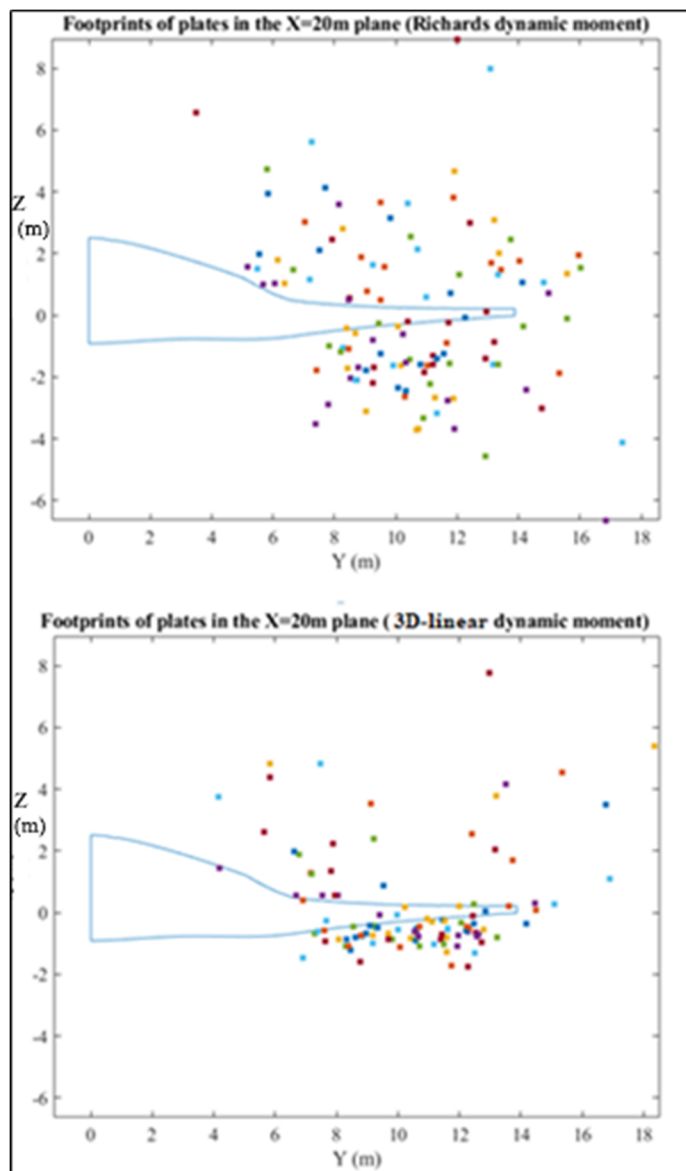 Footprints of plates in the X=20m plane (Richards dynamic moment)
8
6
4
Z
(m)
2
0
-2
-4
-6
0 2 4 6 8 10 12 14 16 18
Y (m)
Footprints of plates in the X=20m plane ( 3D-linear dynamic moment)
8
6
4
Z
(m)
2
0
-2
-4
-6
0 2 4 6 8 10 12 14 16 18
Y (m)